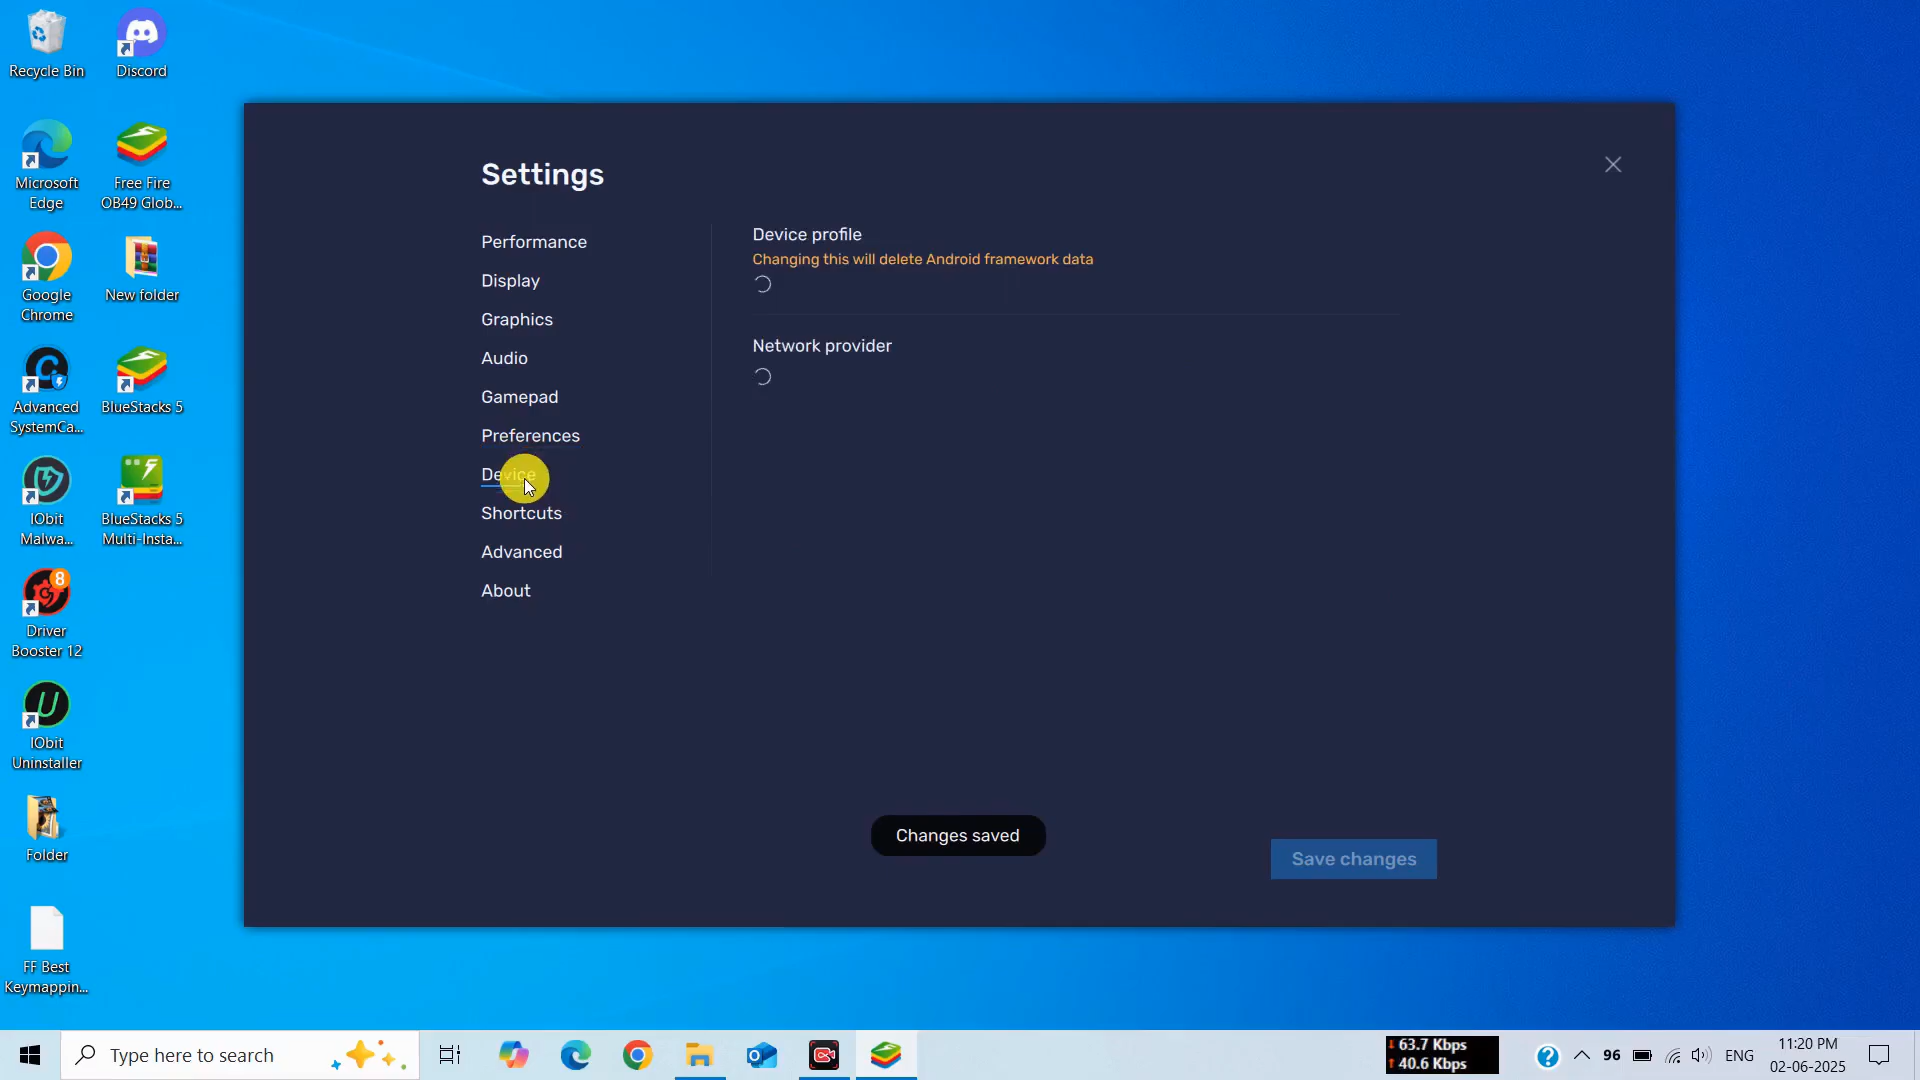 Recycle Bin
Discord
Microsoft
Edge
Free Fire
OB49 Glob...
Google
Chrome
New folder
Advanced
SystemCa...
BlueStacks 5
IObit
Malwa...
BlueStacks 5
Multi-Insta...
8
Driver
Booster 12
IObit
Uninstaller
Folder
FF Best
Keymappin...
Settings
Performance
Display
Graphics
Audio
Gamepad
Preferences
Device
Shortcuts
Advanced
About
Device profile
Changing this will delete Android framework data
Network provider
Changes saved
Save changes
Type here to search
63.7 Kbps
40.6 Kbps
96
ENG
11:20 PM
02-06-2025